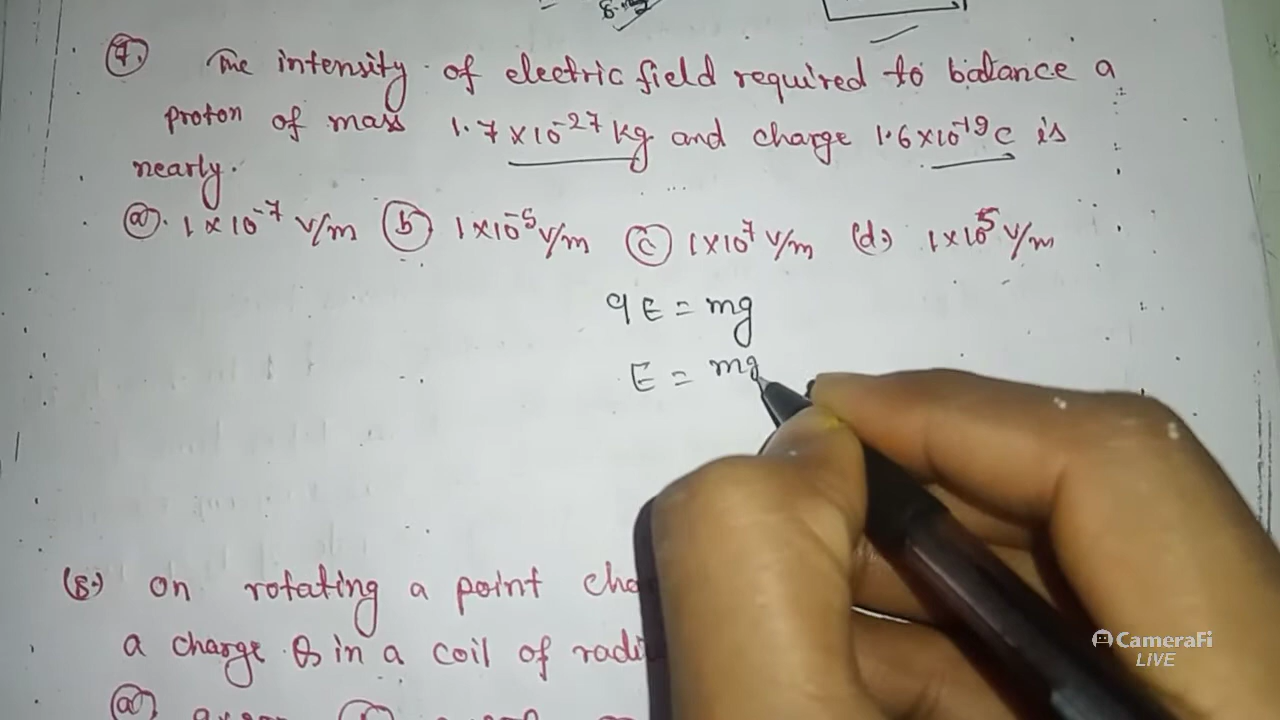 7. The intensity of electric field required to balance a
proton of mass 1.7 × 10⁻²⁷ kg and charge 1.6 × 10⁻¹⁹ C is
nearly.
(a). 1 × 10⁻⁷ V/m (b) 1 × 10⁻⁵ V/m (c) 1 × 10⁷ V/m (d) 1 × 10⁵ V/m
qE = mg
E = mg
(8.) on rotating a point
a charge Q in a coil of
(a)
CameraFi
LIVE